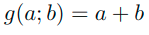 g(a; b) = a + b